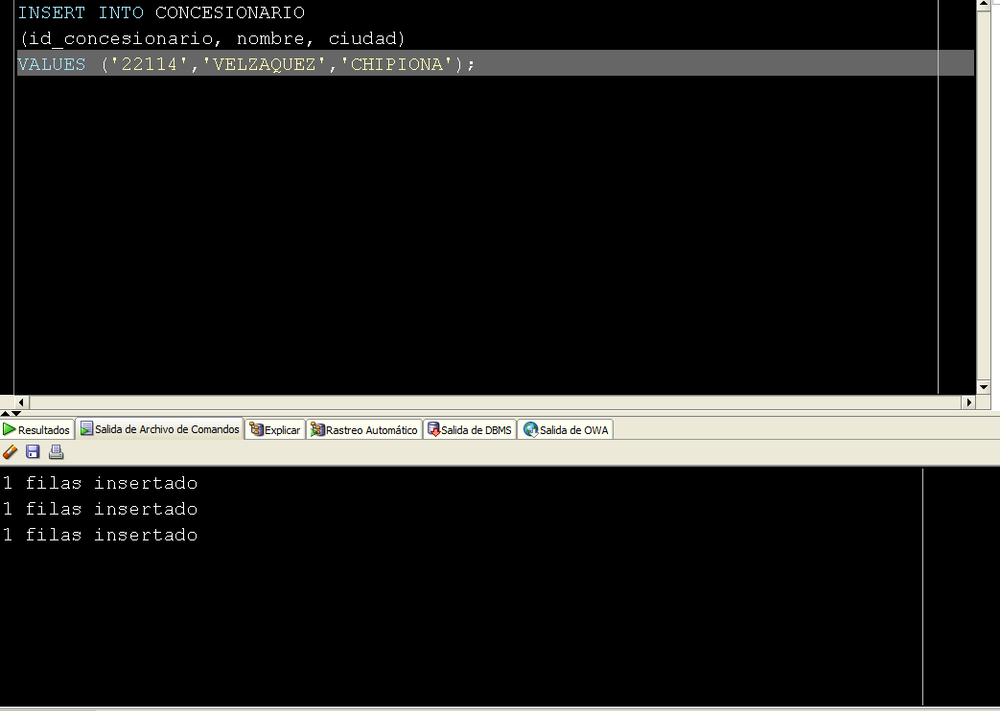 INSERT INTO CONCESIONARIO
(id_concesionario, nombre, ciudad)
VALUES ('22114','VELZAQUEZ','CHIPIONA');
Resultados Salida de Archivo de Comandos Explicar Rastreo Automático Salida de DBMS Salida de OWA
1 filas insertado
1 filas insertado
1 filas insertado